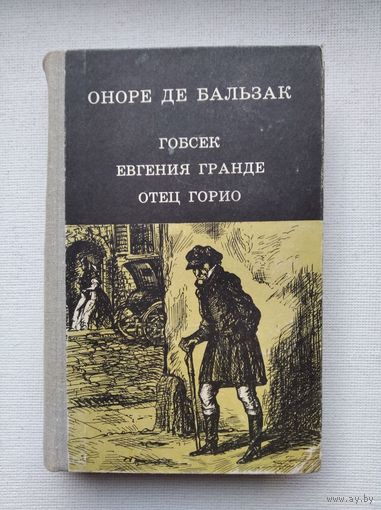 ОНОРЕ ДЕ БАЛЬЗАК
ГОБСЕК
ЕВГЕНИЯ ГРАНДЕ
ОТЕЦ ГОРИО
www.ay.by